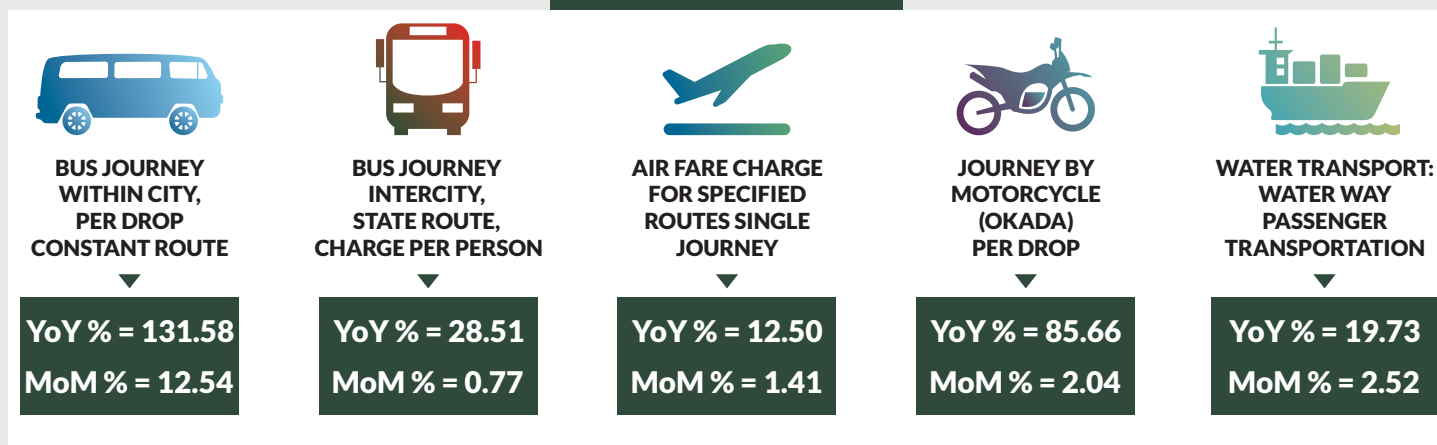 BUS JOURNEY
WITHIN CITY,
PER DROP
CONSTANT ROUTE
YoY % = 131.58
MoM % = 12.54
BUS JOURNEY
INTERCITY,
STATE ROUTE,
CHARGE PER PERSON
YoY % = 28.51
MoM % = 0.77
AIR FARE CHARGE
FOR SPECIFIED
ROUTES SINGLE
JOURNEY
YoY % = 12.50
MoM % = 1.41
JOURNEY BY
MOTORCYCLE
(OKADA)
PER DROP
YoY % = 85.66
MoM % = 2.04
WATER TRANSPORT:
WATER WAY
PASSENGER
TRANSPORTATION
YoY % = 19.73
MoM % = 2.52